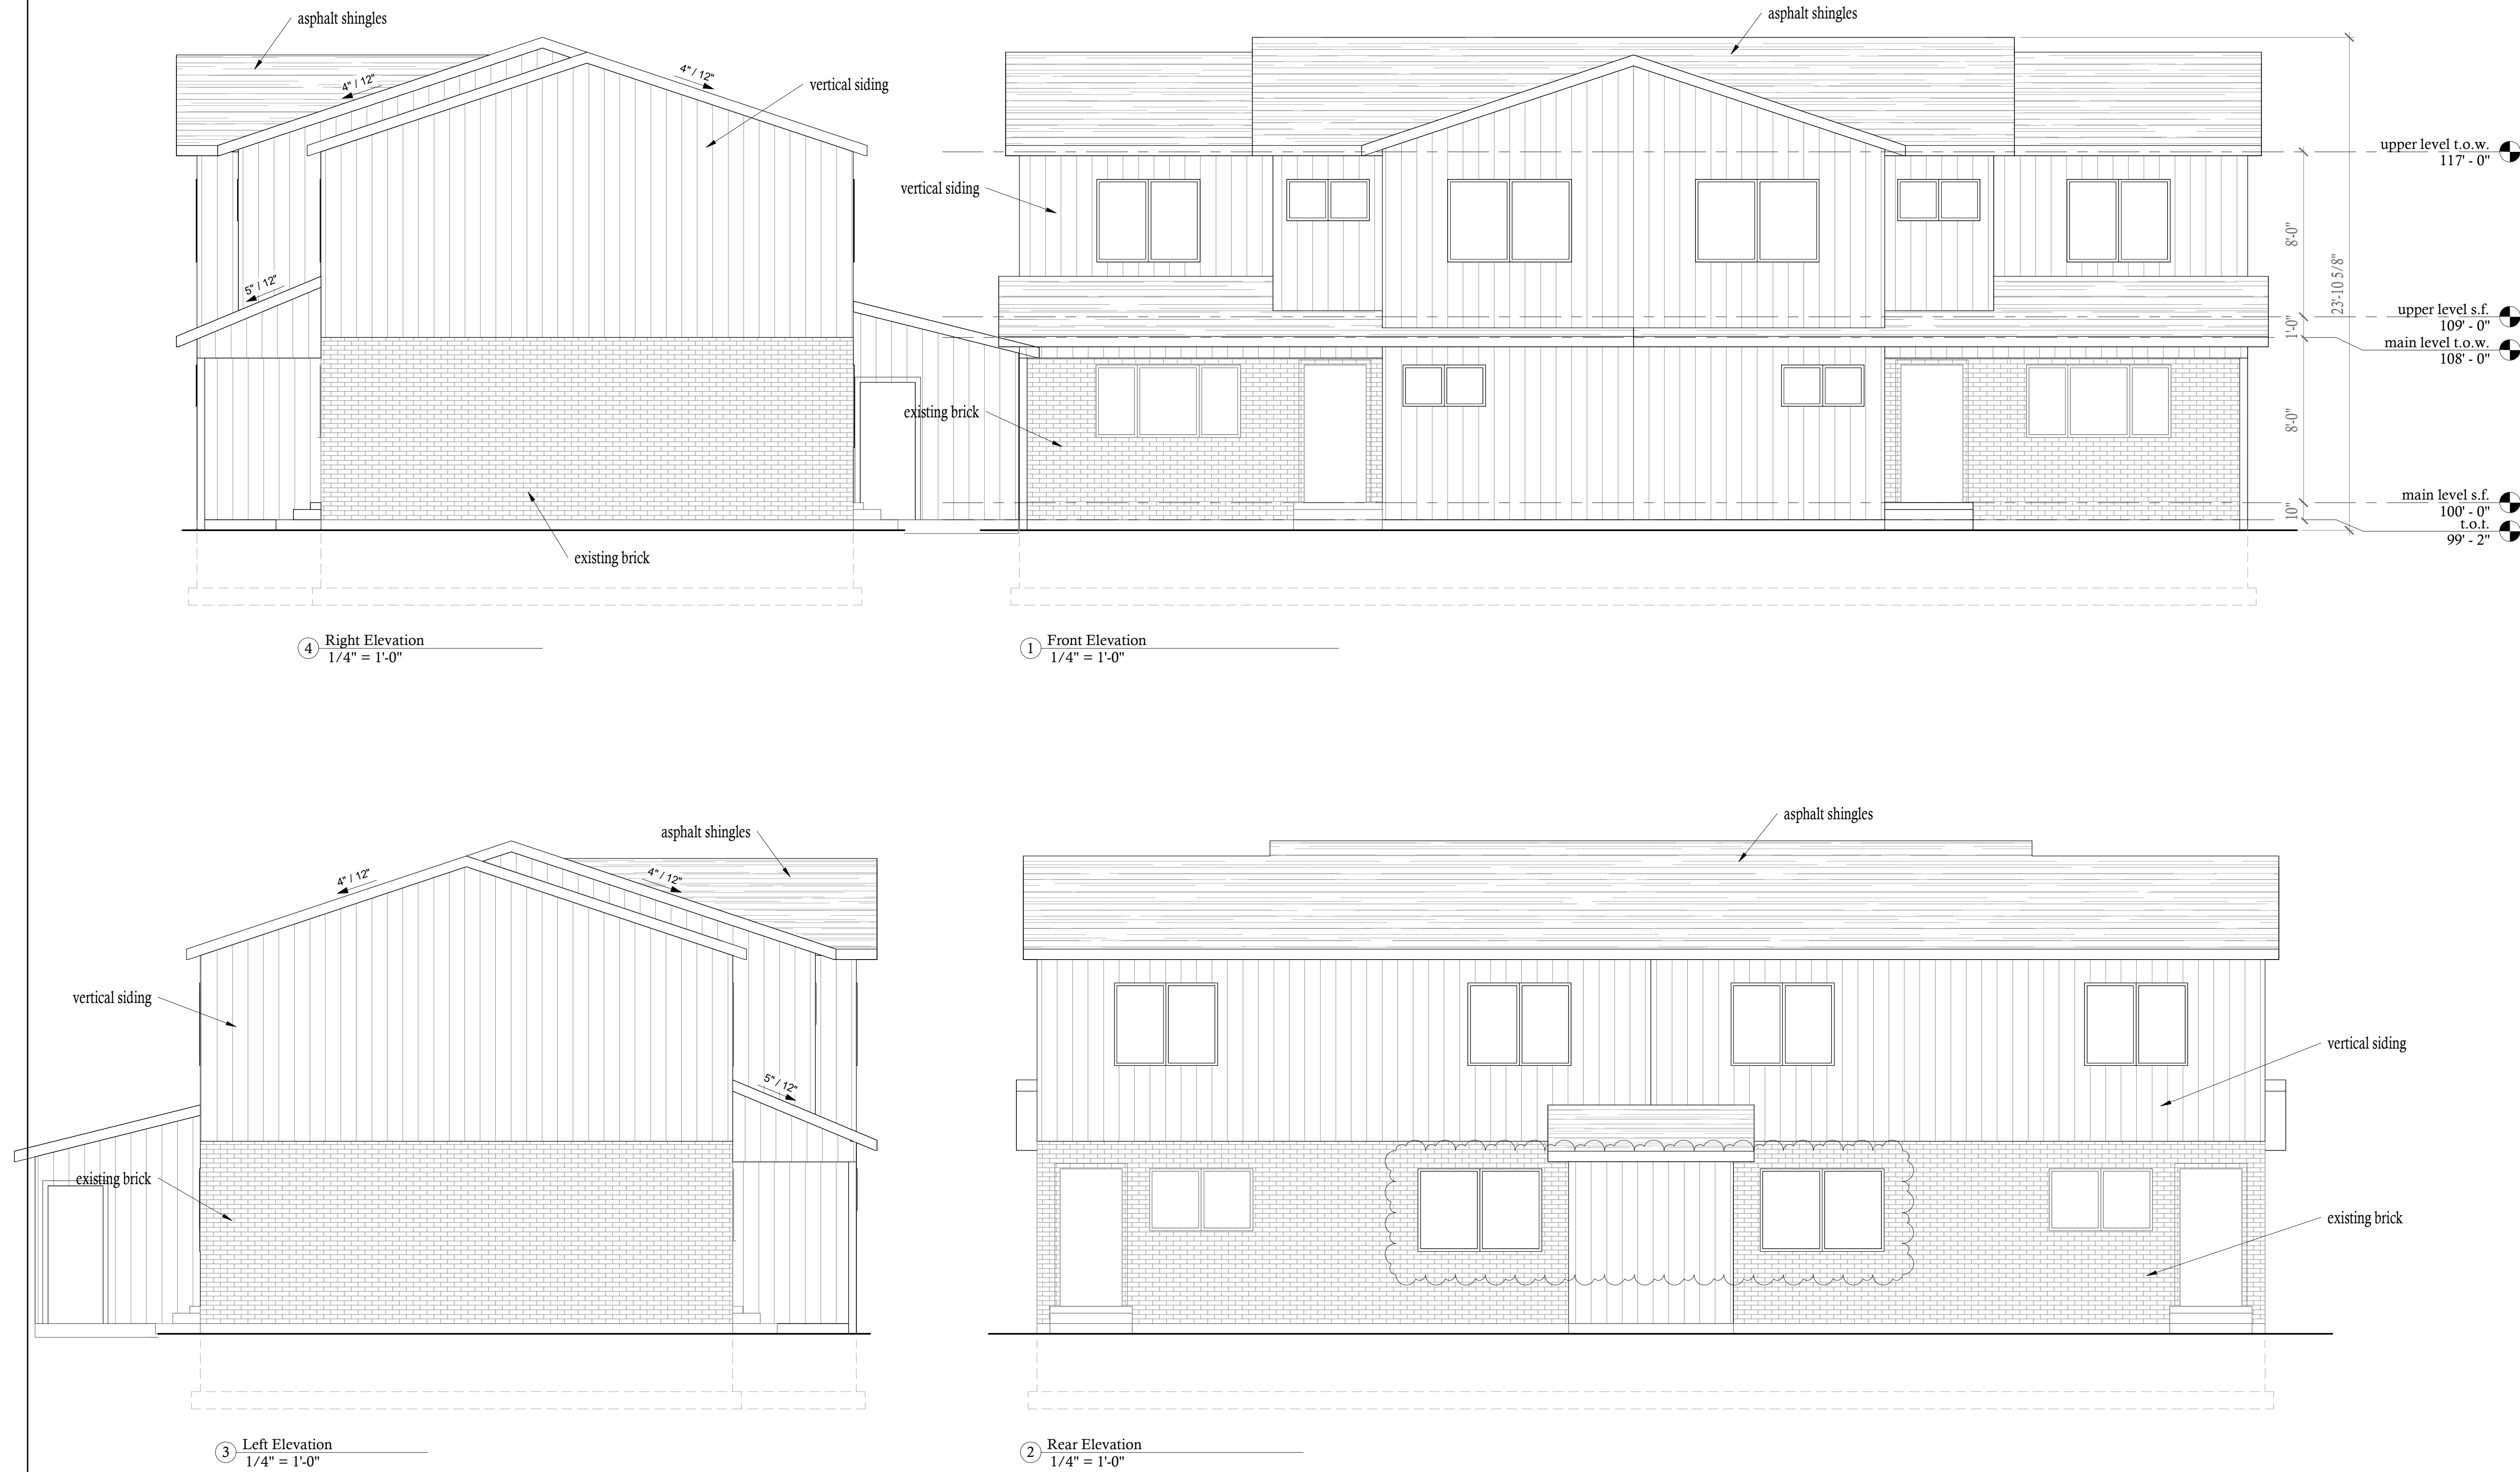 asphalt shingles
4" / 12"
4" / 12"
vertical siding
5" / 12"
existing brick
4
Right Elevation
1/4" = 1'-0"
asphalt shingles
vertical siding
existing brick
8'-0"
1'-0"
8'-0"
10"
23'-10 5/8"
upper level t.o.w.
117' - 0"
upper level s.f.
109' - 0"
main level t.o.w.
108' - 0"
main level s.f.
100' - 0"
t.o.f.
99' - 2"
1
Front Elevation
1/4" = 1'-0"
asphalt shingles
4" / 12"
4" / 12"
vertical siding
5" / 12"
existing brick
3
Left Elevation
1/4" = 1'-0"
asphalt shingles
vertical siding
existing brick
2
Rear Elevation
1/4" = 1'-0"